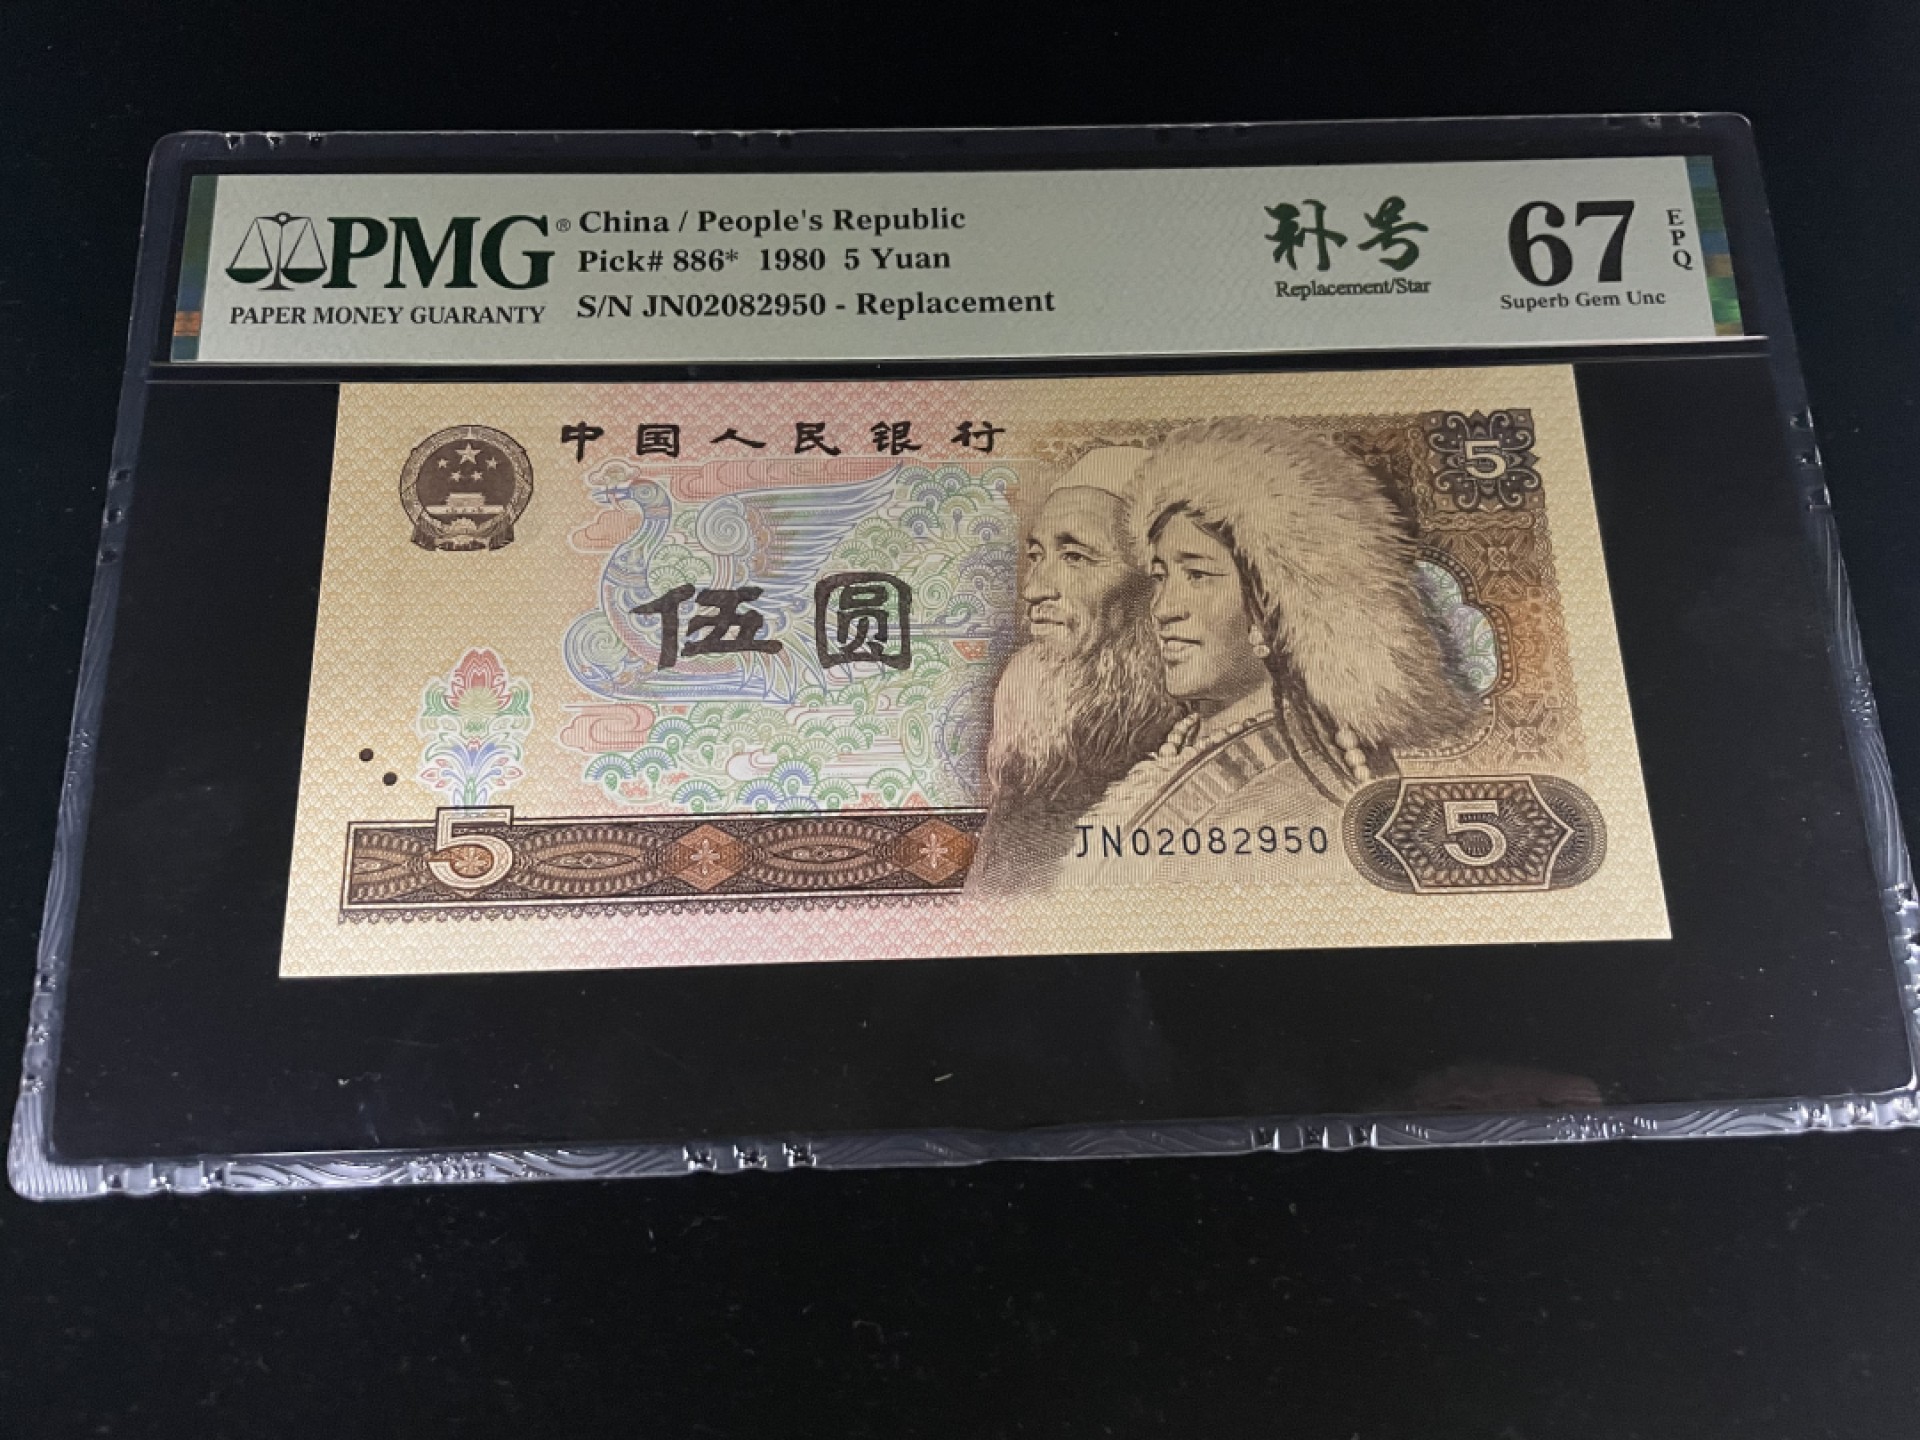 PMG®
PAPER MONEY GUARANTY
China / People's Republic
Pick# 886* 1980 5 Yuan
S/N JN02082950 - Replacement
补号
Replacement/Star
67
EPQ
Superb Gem Unc
中国人民银行
5
伍圆
5
JN02082950
5